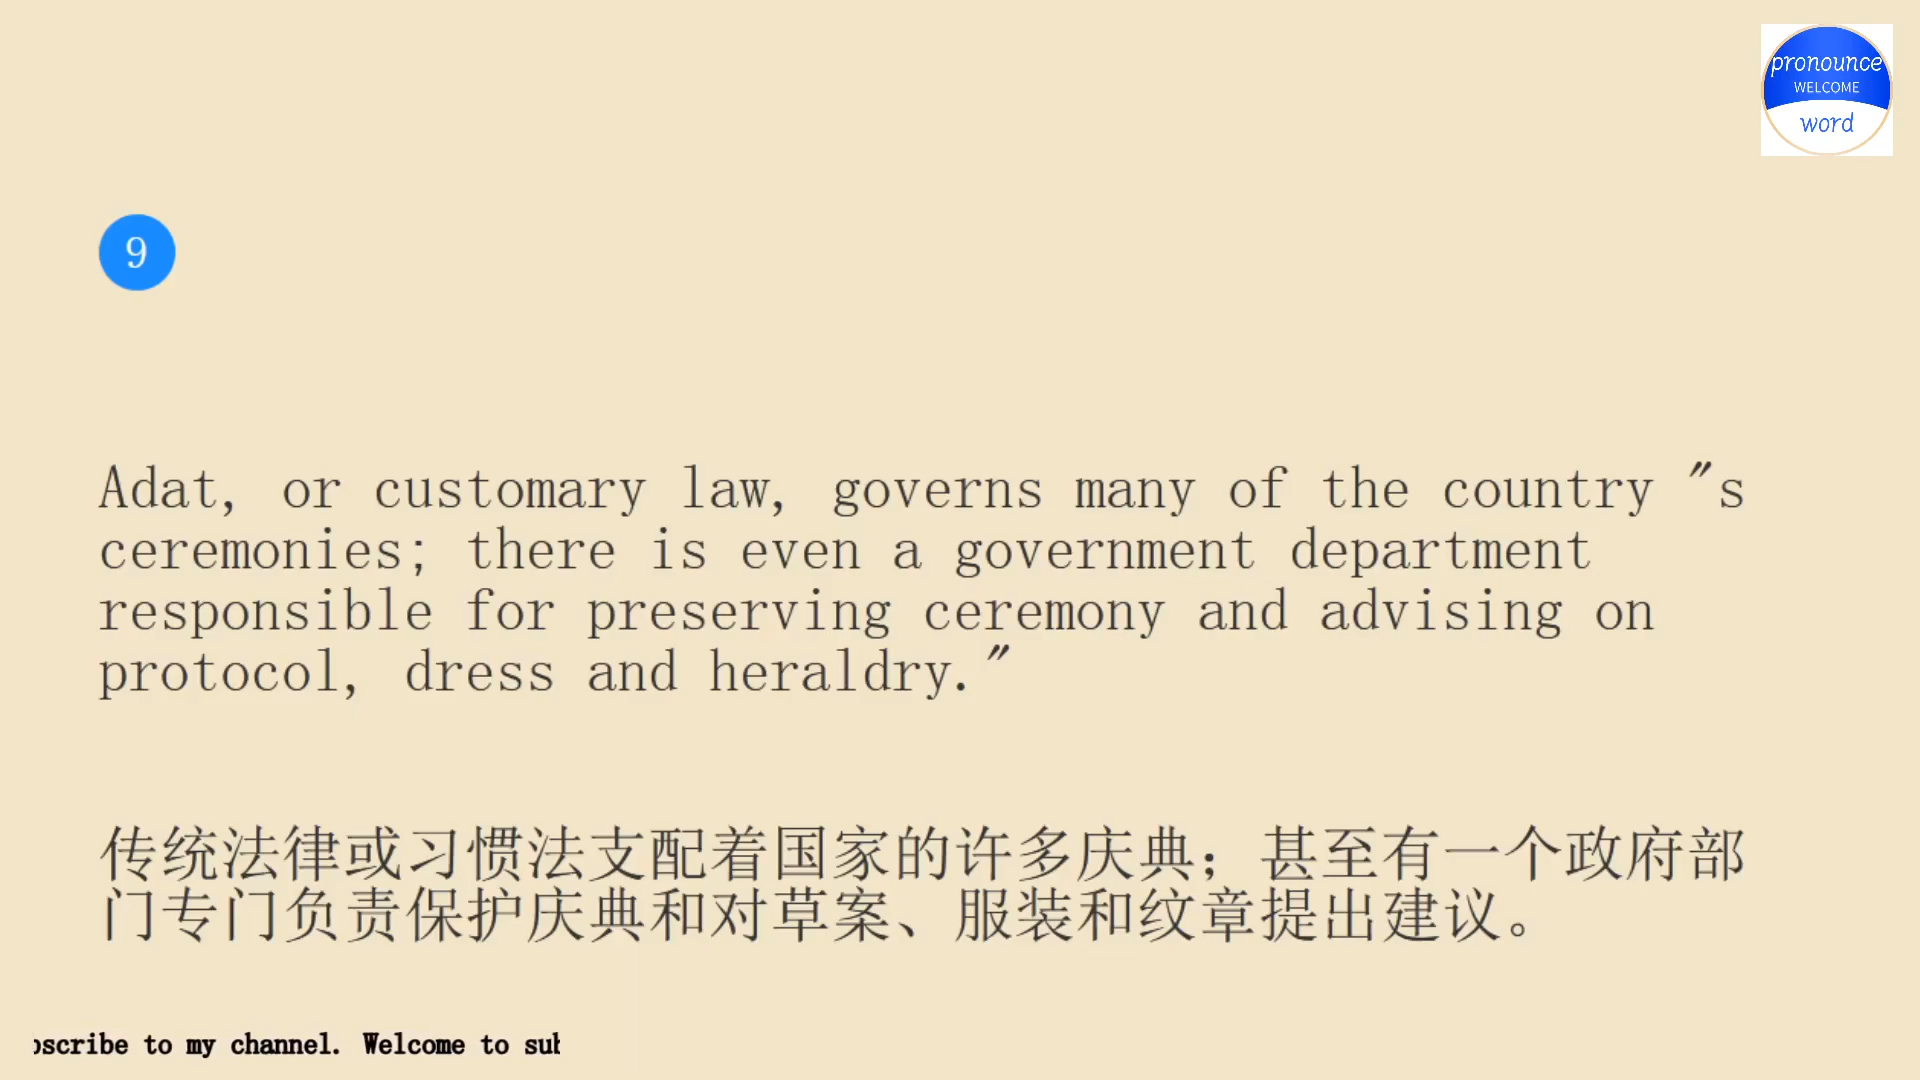 pronounce
WELCOME
word
9
Adat, or customary law, governs many of the country "s
ceremonies; there is even a government department
responsible for preserving ceremony and advising on
protocol, dress and heraldry."
传统法律或习惯法支配着国家的许多庆典；甚至有一个政府部
门专门负责保护庆典和对草案、服装和纹章提出建议。
to my channel. Welcome to